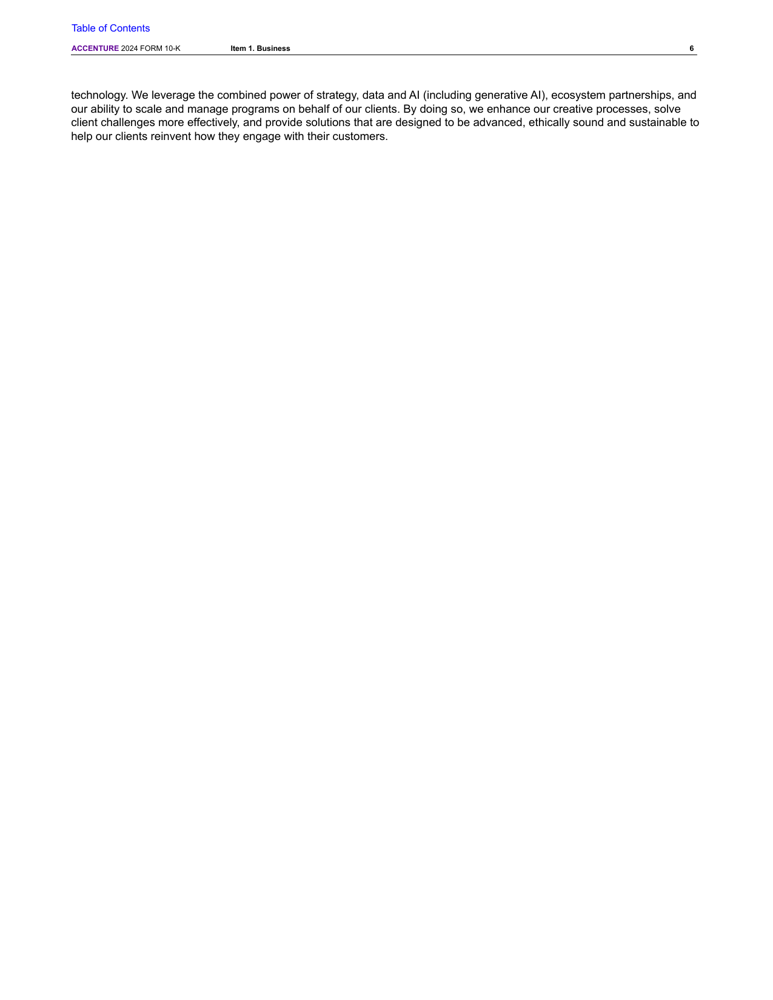 Table of Contents
ACCENTURE 2024 FORM 10-K Item 1. Business 6
technology. We leverage the combined power of strategy, data and AI (including generative AI), ecosystem partnerships, and
our ability to scale and manage programs on behalf of our clients. By doing so, we enhance our creative processes, solve
client challenges more effectively, and provide solutions that are designed to be advanced, ethically sound and sustainable to
help our clients reinvent how they engage with their customers.